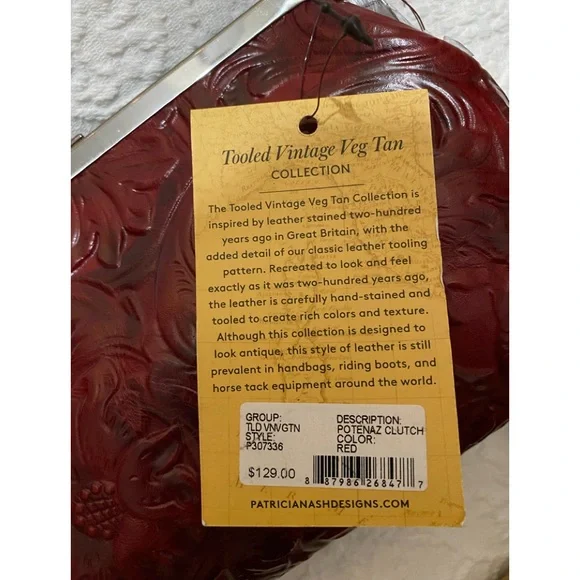 Tooled Vintage Veg Tan
COLLECTION
The Tooled Vintage Veg Tan Collection is
inspired by leather stained two-hundred
years ago in Great Britain, with the
added detail of our classic leather tooling
pattern. Recreated to look and feel
exactly as it was two-hundred years ago,
the leather is carefully hand-stained and
tooled to create rich colors and texture.
Although this collection is designed to
look antique, this style of leather is still
prevalent in handbags, riding boots, and
horse tack equipment around the world.
GROUP:
TLD VNVGTN
STYLE:
P307336
$129.00
DESCRIPTION:
POTENAZ CLUTCH
COLOR:
RED
8 87986 26847 7
PATRICIANASHDESIGNS.COM